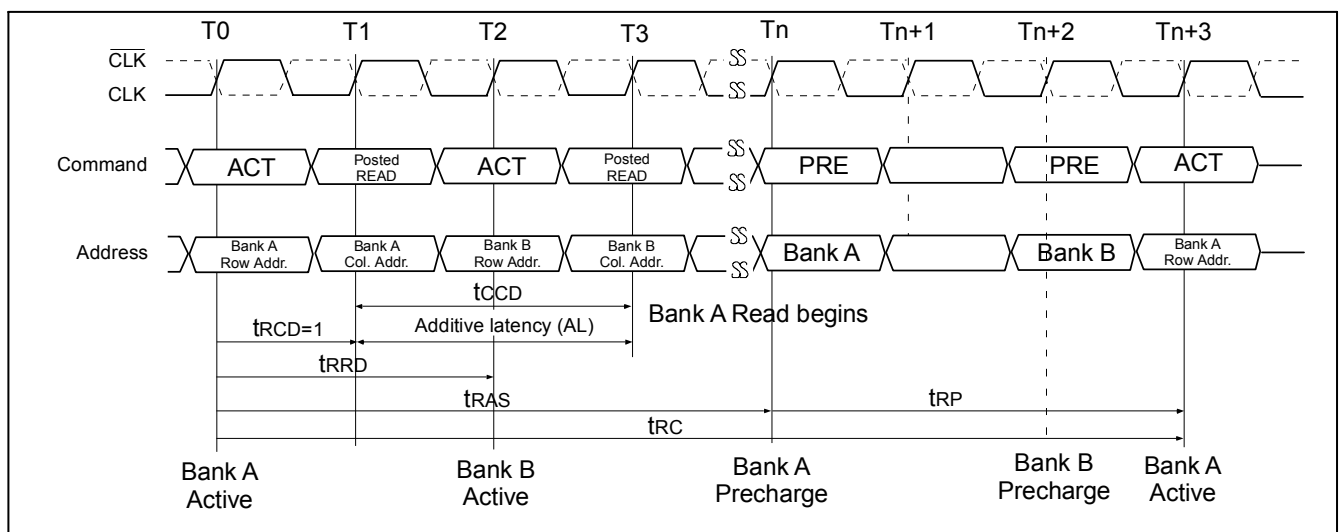 T0 T1 T2 T3 Tn Tn+1 Tn+2 Tn+3
CLK
CLK
Command ACT Posted READ ACT Posted READ PRE PRE ACT
Address Bank A Row Addr. Bank A Col. Addr. Bank B Row Addr. Bank B Col. Addr. Bank A Bank B Bank A Row Addr.
tCCD
Bank A Read begins
tRCD=1 Additive latency (AL)
tRRD
tRAS tRP
tRC
Bank A Active Bank B Active Bank A Precharge Bank B Precharge Bank A Active